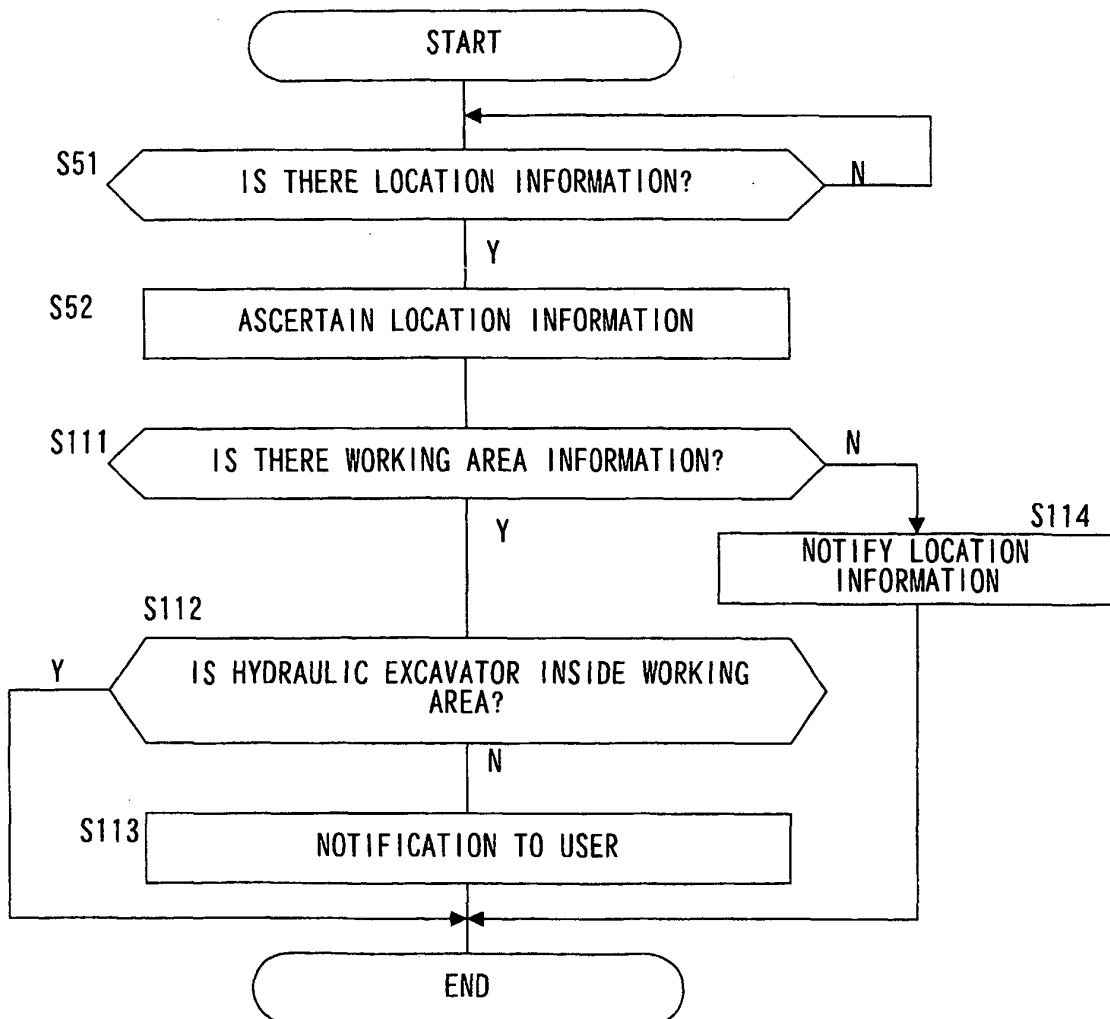 START
S51
IS THERE LOCATION INFORMATION?
N
Y
S52
ASCERTAIN LOCATION INFORMATION
S111
IS THERE WORKING AREA INFORMATION?
N
Y
S114
NOTIFY LOCATION
INFORMATION
S112
Y
IS HYDRAULIC EXCAVATOR INSIDE WORKING
AREA?
N
S113
NOTIFICATION TO USER
END